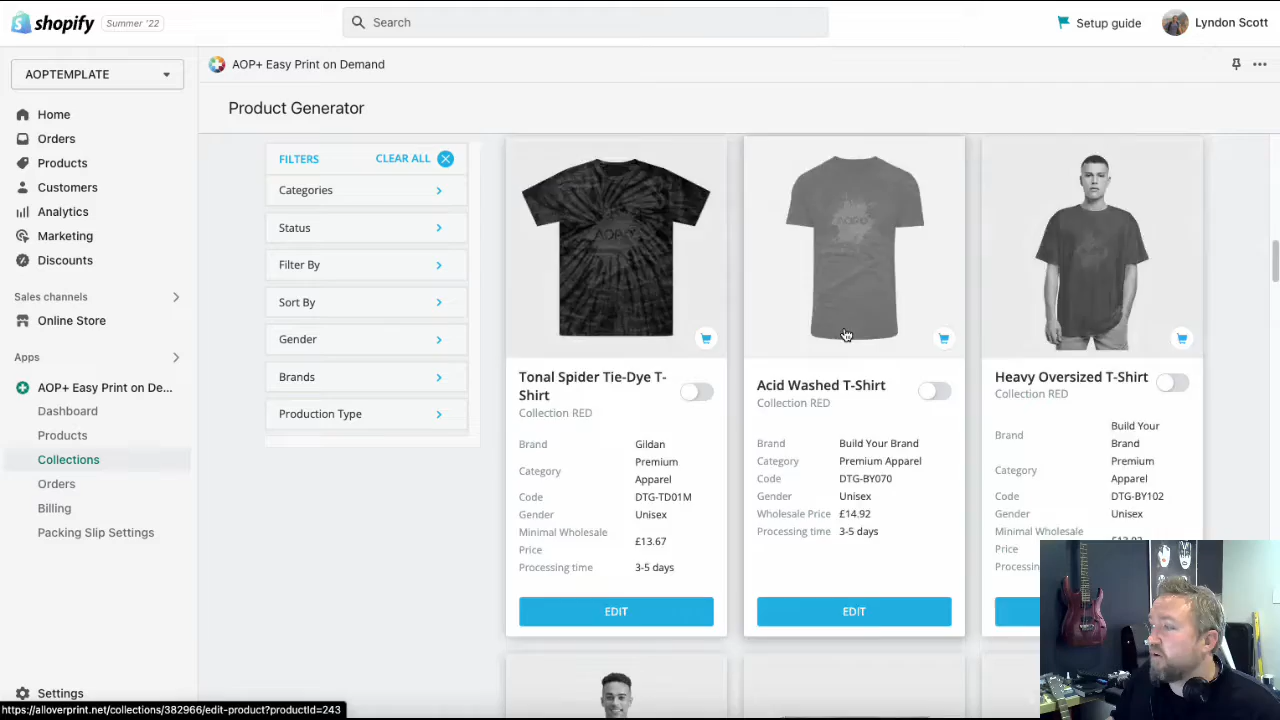 shopify
Summer '22
Search
Setup guide
Lyndon Scott
AOPTEMPLATE
AOP+ Easy Print on Demand
Product Generator
Home
Orders
Products
Customers
Analytics
Marketing
Discounts
Sales channels
Online Store
Apps
AOP+ Easy Print on De...
Dashboard
Products
Collections
Orders
Billing
Packing Slip Settings
Settings
https://alloverprint.net/collections/382966/edit-product?productId=243
FILTERS
CLEAR ALL
Categories
Status
Filter By
Sort By
Gender
Brands
Production Type
Tonal Spider Tie-Dye T-
Shirt
Collection RED
Brand
Gildan
Category
Premium
Apparel
Code
DTG-TD01M
Gender
Unisex
Minimal Wholesale
Price
£13.67
Processing time
3-5 days
EDIT
Acid Washed T-Shirt
Collection RED
Brand
Build Your Brand
Category
Premium Apparel
Code
DTG-BY070
Gender
Unisex
Wholesale Price
£14.92
Processing time
3-5 days
EDIT
Heavy Oversized T-Shirt
Collection RED
Brand
Build Your
Brand
Category
Premium
Apparel
Code
DTG-BY102
Gender
Unisex
Minimal Wholesale
Price